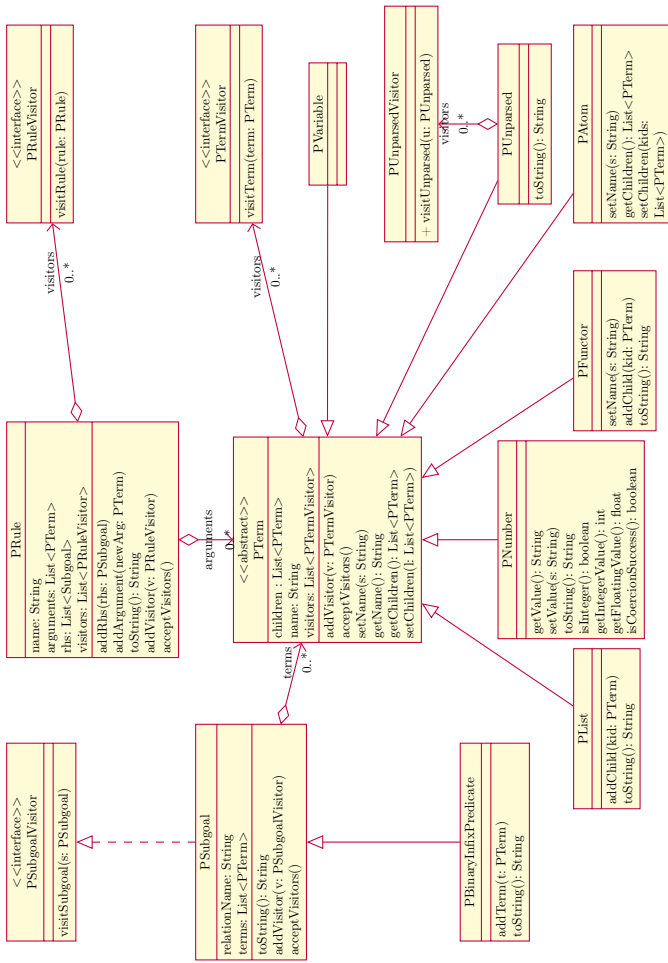 <<interface>>
PSubgoalVisitor
visitSubgoal(s: PSubgoal)
PRule
name: String
arguments: List<PTerm>
rhs: List<Subgoal>
visitors: List<PRuleVisitor>
addRhs(rhs: PSubgoal)
addArgument(newArg: PTerm)
toString(): String
addVisitor(v: PRuleVisitor)
acceptVisitors()
visitors
0..*
<<interface>>
PRuleVisitor
visitRule(rule: PRule)
PSubgoal
relationName: String
terms: List<PTerm>
toString(): String
addVisitor(v: PSubgoalVisitor)
acceptVisitors()
terms
0..*
arguments
0..*
<<abstract>>
PTerm
children : List<PTerm>
name: String
visitors: List<PTermVisitor>
addVisitor(v: PTermVisitor)
acceptVisitors()
setName(s: String)
getName(): String
getChildren(): List<PTerm>
setChildren(l: List<PTerm>)
visitors
0..*
<<interface>>
PTermVisitor
visitTerm(term: PTerm)
PVariable
PUnparsedVisitor
+ visitUnparsed(u: PUnparsed)
visitors
0..*
PBinaryInfixPredicate
addTerm(t: PTerm)
toString(): String
PNumber
getValue(): String
setValue(s: String)
toString(): String
isInteger(): boolean
getIntegerValue(): int
getFloatingValue(): float
isCoercionSuccess(): boolean
PUnparsed
toString(): String
PList
addChild(kid: PTerm)
toString(): String
PFunctor
setName(s: String)
addChild(kid: PTerm)
toString(): String
PAtom
setName(s: String)
getChildren(): List<PTerm>
setChildren(kids:
List<PTerm>)